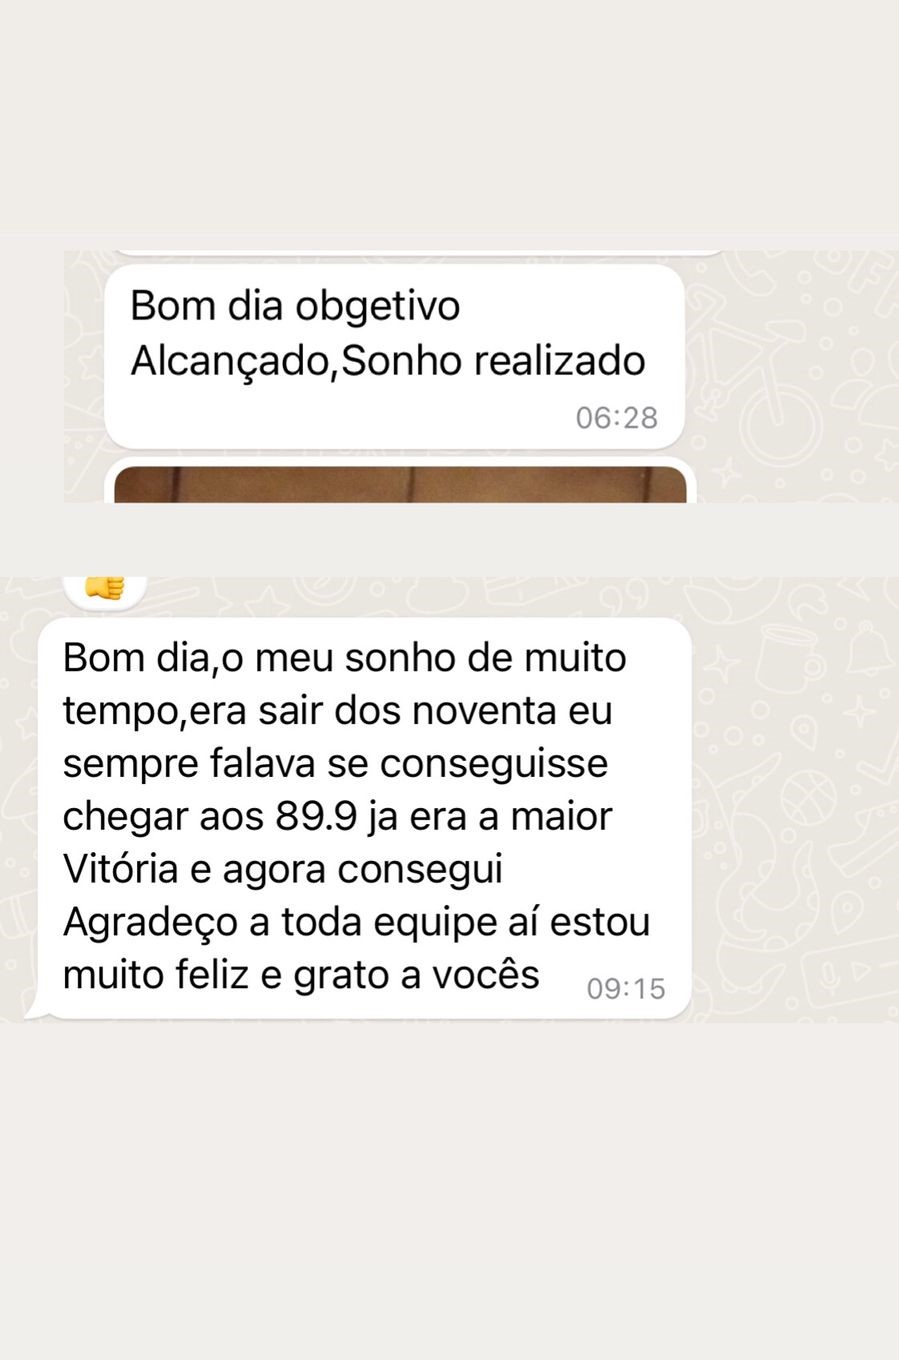 Bom dia obgetivo
Alcançado,Sonho realizado
06:28
Bom dia,o meu sonho de muito
tempo,era sair dos noventa eu
sempre falava se conseguisse
chegar aos 89.9 ja era a maior
Vitória e agora consegui
Agradeço a toda equipe aí estou
muito feliz e grato a vocês
09:15